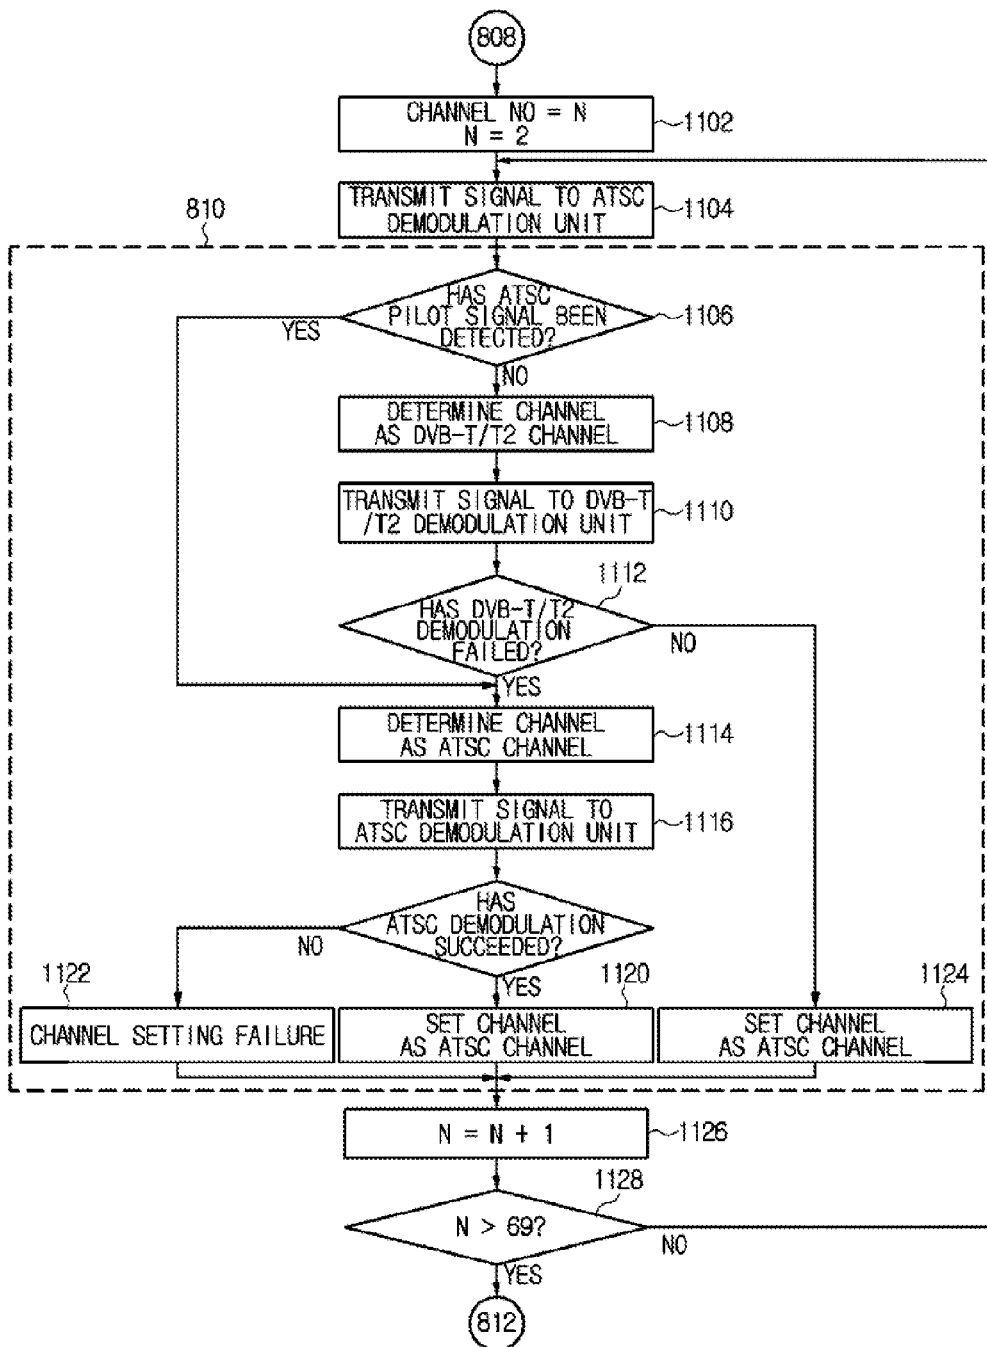 808
CHANNEL NO = N
N = 2
1102
TRANSMIT SIGNAL TO ATSC
DEMODULATION UNIT
1104
810
HAS ATSC
PILOT SIGNAL BEEN
DETECTED?
1106
YES
NO
DETERMINE CHANNEL
AS DVB-T/T2 CHANNEL
1108
TRANSMIT SIGNAL TO DVB-T
/T2 DEMODULATION UNIT
1110
1112
HAS DVB-T/T2
DEMODULATION
FAILED?
NO
YES
DETERMINE CHANNEL
AS ATSC CHANNEL
1114
TRANSMIT SIGNAL TO
ATSC DEMODULATION UNIT
1116
HAS
ATSC DEMODULATION
SUCCEEDED?
NO
YES
1122
1120
1124
CHANNEL SETTING FAILURE
SET CHANNEL
AS ATSC CHANNEL
SET CHANNEL
AS ATSC CHANNEL
N = N + 1
1126
1128
N > 69?
NO
YES
812